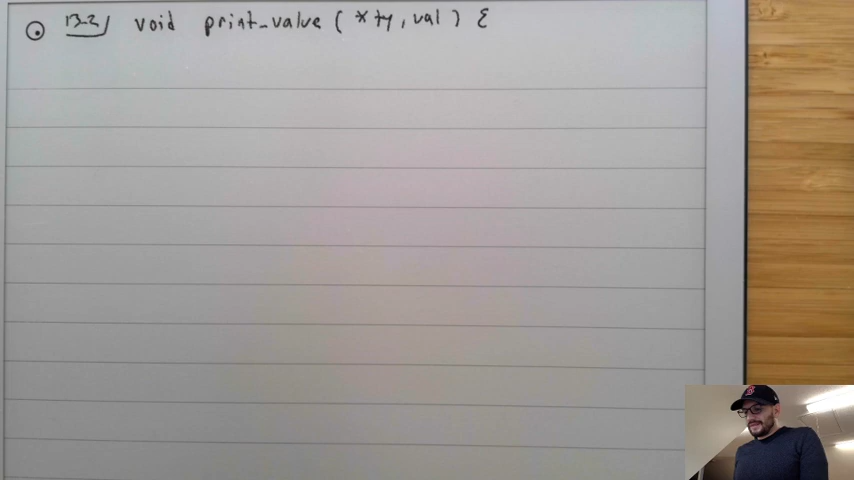 13-2/ void print_value ( *ty, val ) {